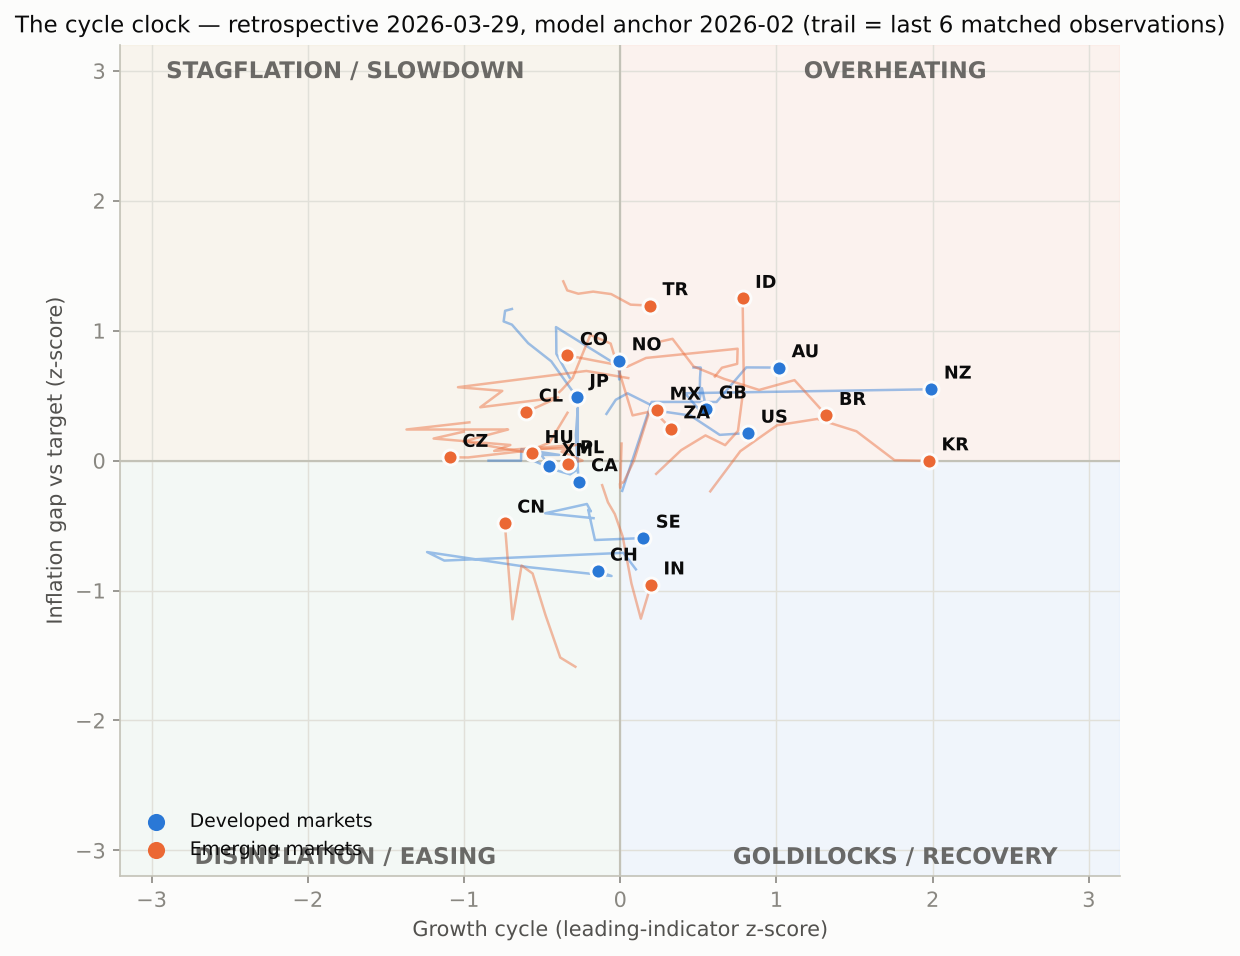 The cycle clock — retrospective 2026-03-29, model anchor 2026-02 (trail = last 6 matched observations)
STAGFLATION / SLOWDOWN
OVERHEATING
3
2
1
0
−1
−2
−3
Inflation gap vs target (z-score)
TR
ID
CO
NO
AU
NZ
JP
CL
MX
GB
BR
ZA
US
CZ
HU
PL
XM
CA
KR
CN
SE
CH
IN
Developed markets
Emerging markets
DISINFLATION / EASING
GOLDILOCKS / RECOVERY
−3
−2
−1
0
1
2
3
Growth cycle (leading-indicator z-score)